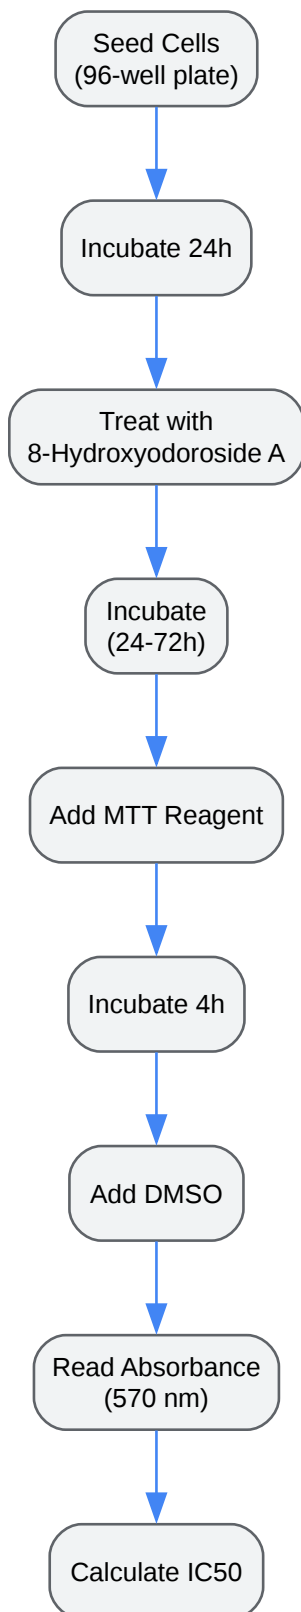 Seed Cells
(96-well plate)
Incubate 24h
Treat with
8-Hydroxyodoroside A
Incubate
(24-72h)
Add MTT Reagent
Incubate 4h
Add DMSO
Read Absorbance
(570 nm)
Calculate IC50